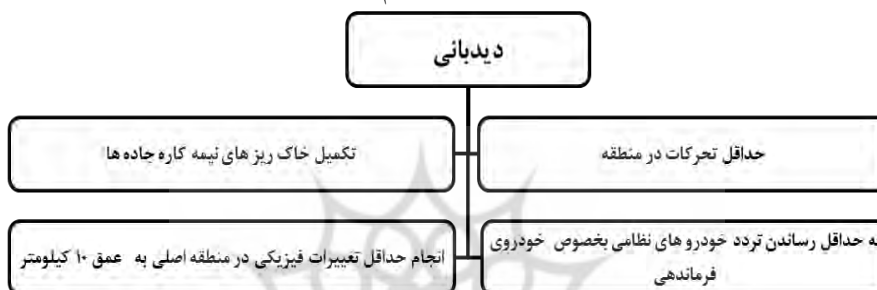 دیدبانی
حداقل تحرکات در منطقه
تکمیل خاک ریز های نیمه کاره جاده ها
به حداقل رساندن تردد خودرو های نظامی بخصوص خودروی
فرماندهی
انجام حداقل تغییرات فیزیکی در منطقه اصلی به عمق ۱۰ کیلومتر